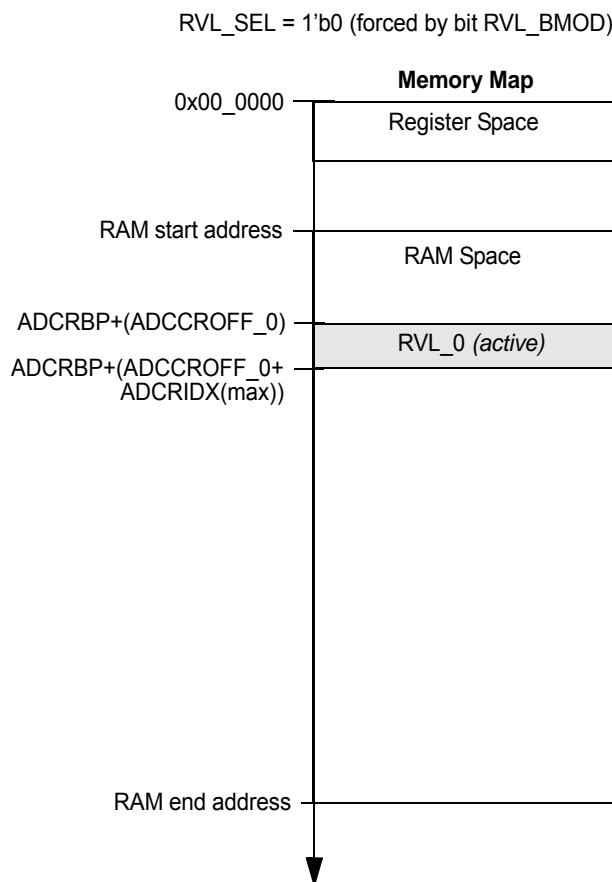 RVL_SEL = 1'b0 (forced by bit RVL_BMOD)
Memory Map
0x00_0000
Register Space
RAM start address
RAM Space
ADCRBP+(ADCCROFF_0)
RVL_0 (active)
ADCRBP+(ADCCROFF_0+
ADCRIDX(max))
RAM end address